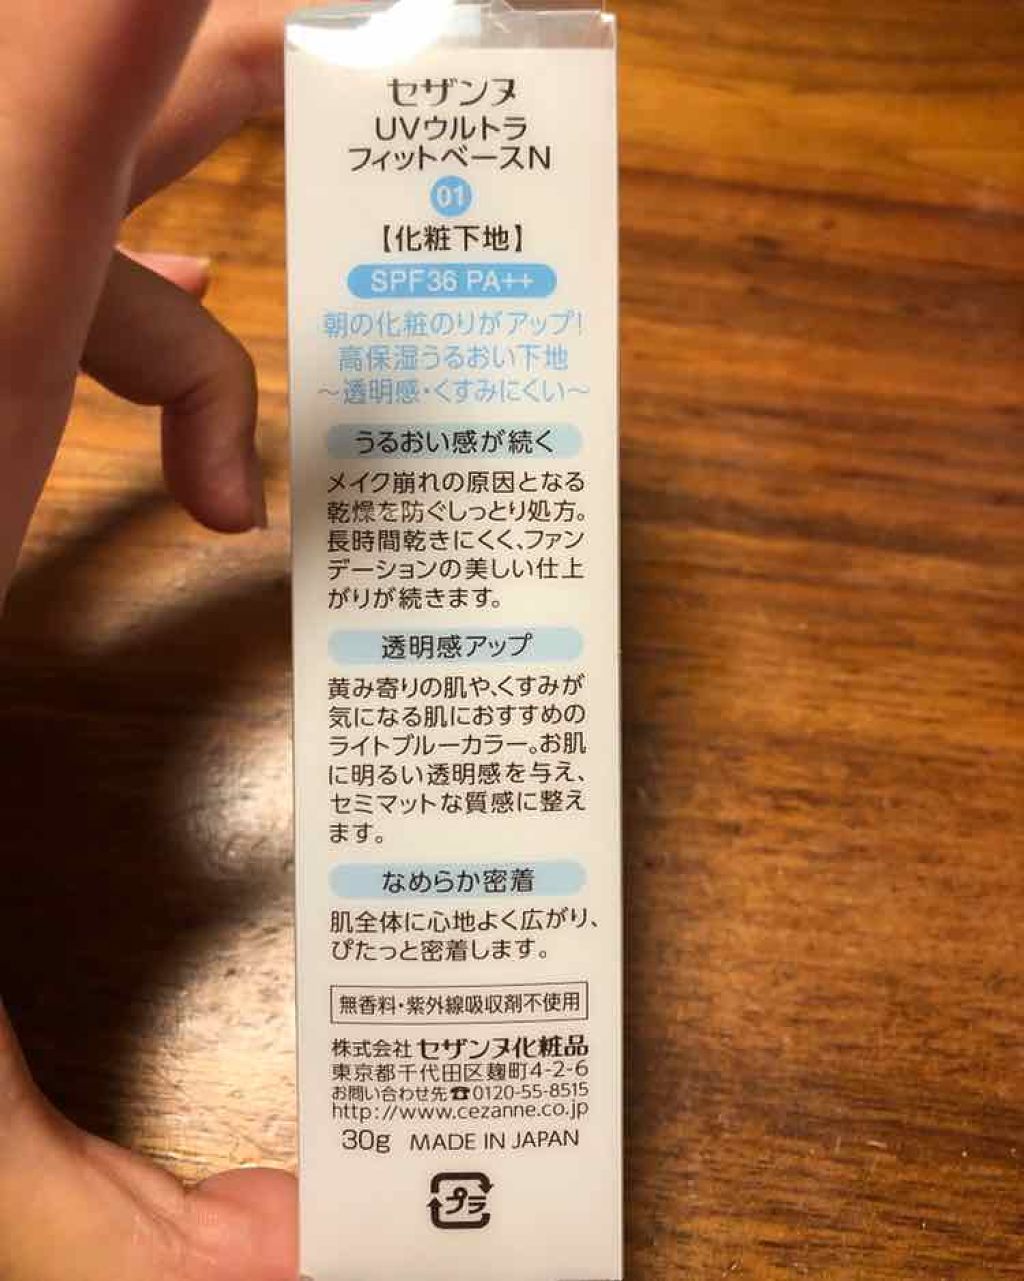 セザンヌ
UVウルトラ
フィットベースN
01
【化粧下地】
SPF36 PA++
朝の化粧のりがアップ!
高保湿うるおい下地
～透明感・くすみにくい～
うるおい感が続く
メイク崩れの原因となる
乾燥を防ぐしっとり処方。
長時間乾きにくく、ファン
デーションの美しい仕上
がりが続きます。
透明感アップ
黄み寄りの肌や、くすみが
気になる肌におすすめの
ライトブルーカラー。お肌
に明るい透明感を与え、
セミマットな質感に整え
ます。
なめらか密着
肌全体に心地よく広がり、
ぴたっと密着します。
無香料・紫外線吸収剤不使用
株式会社 セザンヌ化粧品
東京都千代田区麹町4-2-6
お問い合わせ先☎0120-55-8515
http://www.cezanne.co.jp
30g MADE IN JAPAN
プラ